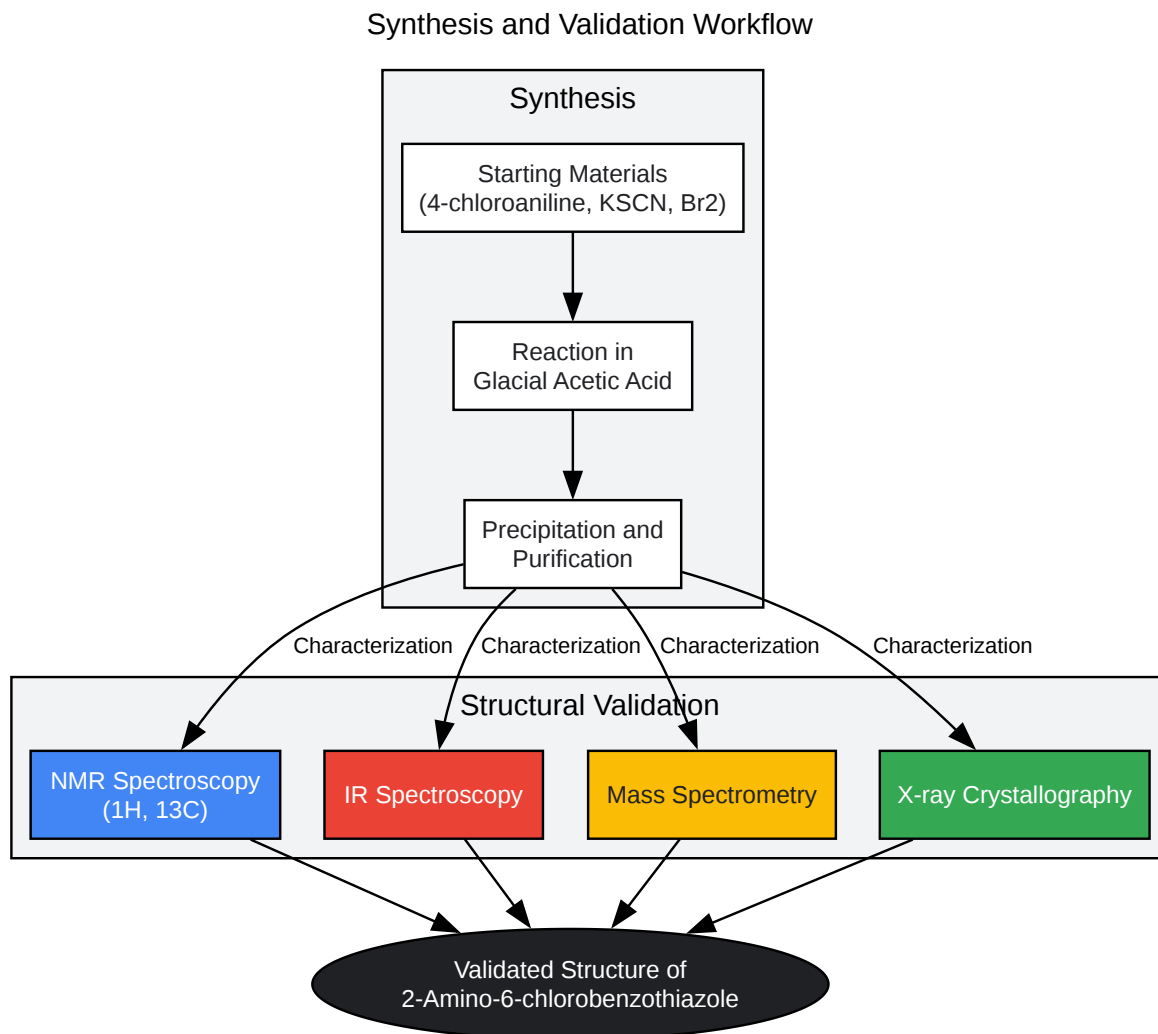 Synthesis and Validation Workflow
Synthesis
Starting Materials
(4-chloroaniline, KSCN, Br2)
Reaction in
Glacial Acetic Acid
Precipitation and
Purification
Characterization
Characterization
Characterization
Characterization
Structural Validation
NMR Spectroscopy
(1H, 13C)
IR Spectroscopy
Mass Spectrometry
X-ray Crystallography
Validated Structure of
2-Amino-6-chlorobenzothiazole